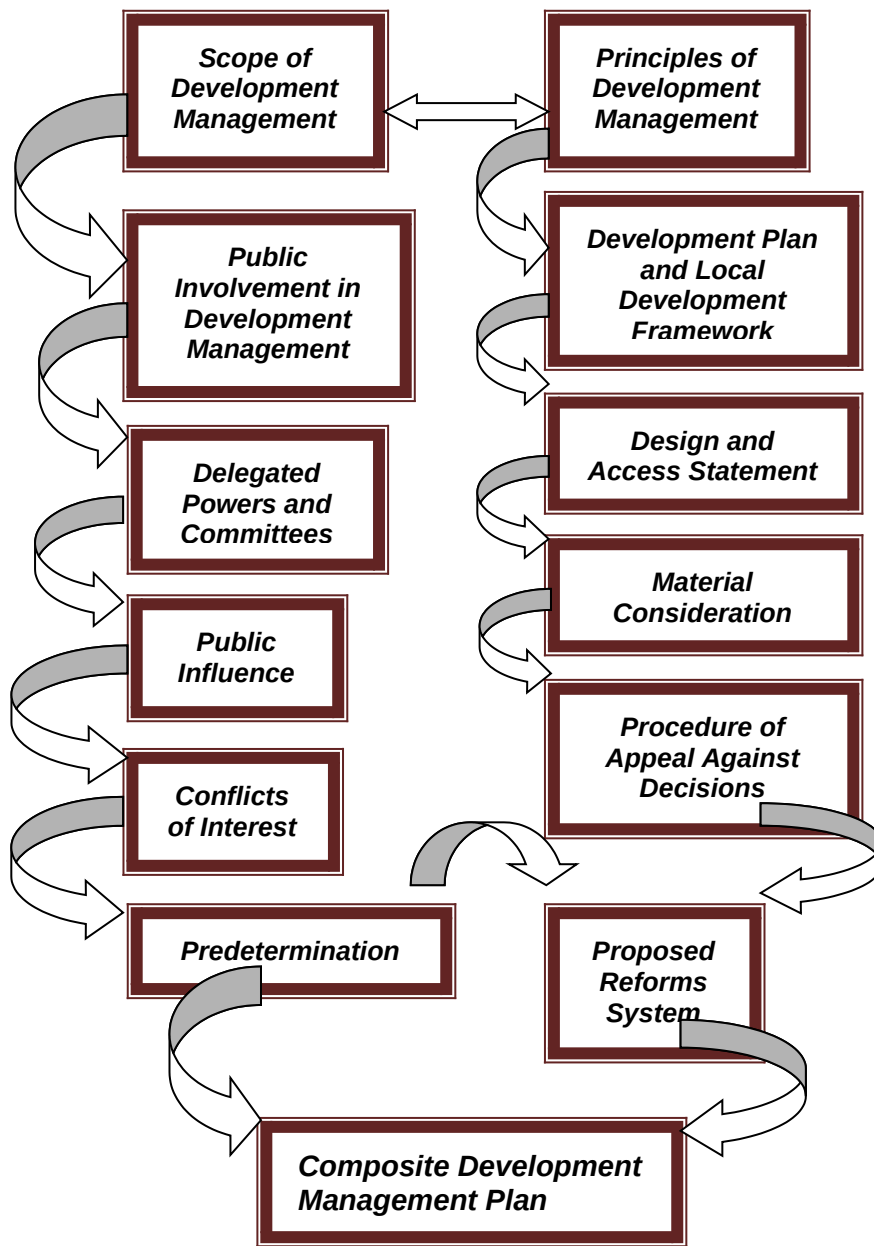 Scope of
Development
Management
Principles of
Development
Management
Public
Involvement in
Development
Management
Development Plan
and Local
Development
Framework
Delegated
Powers and
Committees
Design and
Access Statement
Public
Influence
Material
Consideration
Conflicts
of Interest
Procedure of
Appeal Against
Decisions
Predetermination
Proposed
Reforms
System
Composite Development
Management Plan